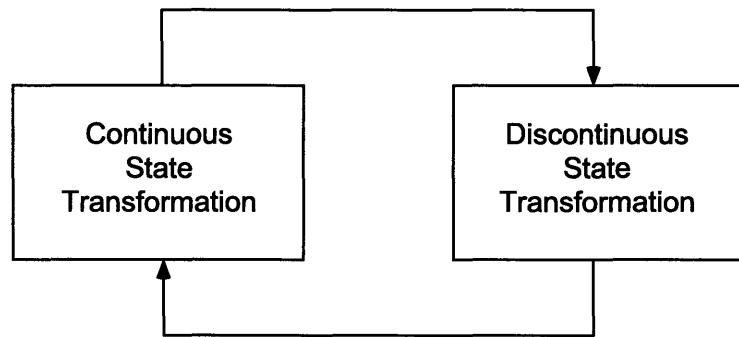 Continuous
State
Transformation
Discontinuous
State
Transformation